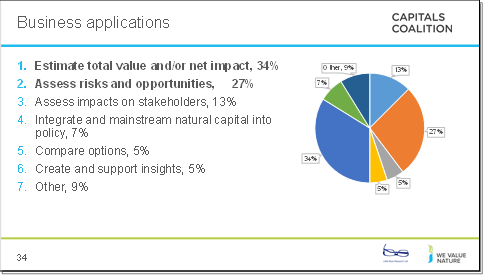 Business applications
CAPITALS
COALITION
1. Estimate total value and/or net impact, 34%
2. Assess risks and opportunities, 27%
3. Assess impacts on stakeholders, 13%
4. Integrate and mainstream natural capital into
policy, 7%
5. Compare options, 5%
6. Create and support insights, 5%
7. Other, 9%
Other, 9%
13%
7%
27%
34%
5%
5%
34
WE VALUE
NATURE